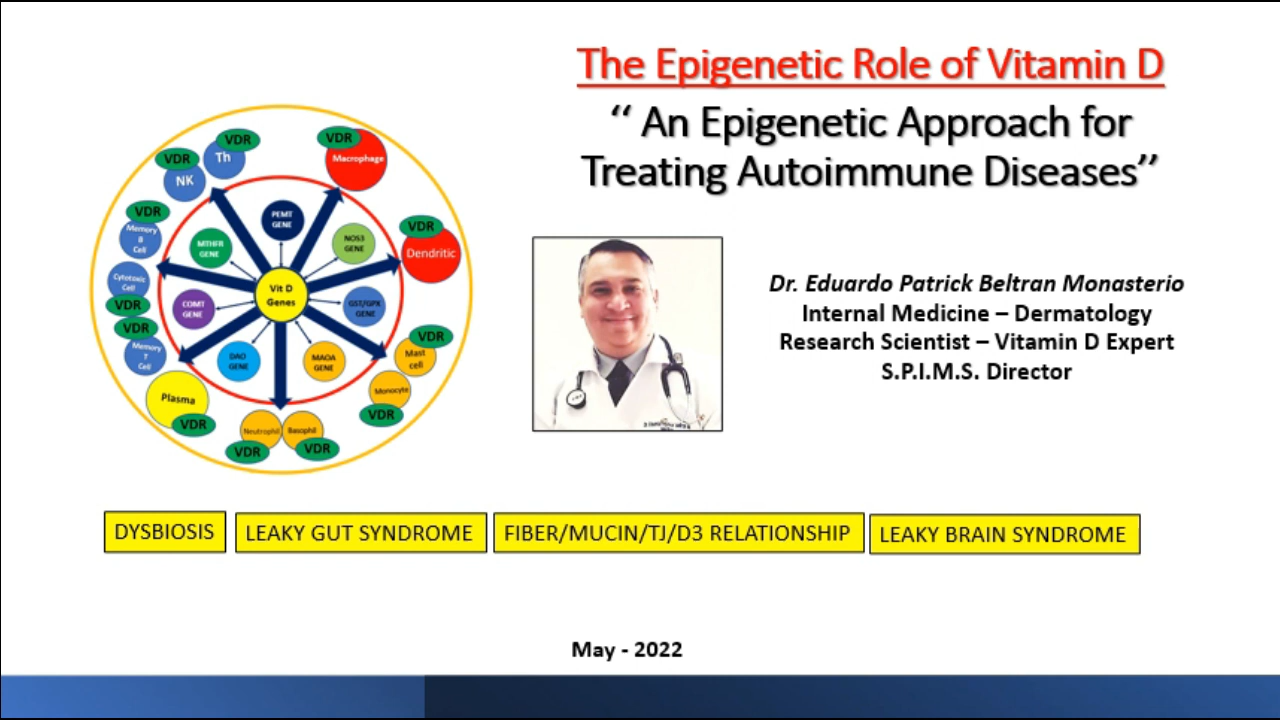 The Epigenetic Role of Vitamin D
‘‘ An Epigenetic Approach for
Treating Autoimmune Diseases’’
VDR
Th
VDR
NK
VDR
Macrophage
VDR
Memory
B
Cell
VDR
Dendritic
Cytotoxic
Cell
VDR
VDR
Memory
T
Cell
Plasma
VDR
Neutrophil
VDR
Basophil
VDR
Monocyte
VDR
VDR
Mast
cell
PEMT
GENE
NOS3
GENE
GST/GPX
GENE
MAOA
GENE
DAO
GENE
COMT
GENE
MTHFR
GENE
Vit D
Genes
Dr. Eduardo Patrick Beltran Monasterio
Internal Medicine – Dermatology
Research Scientist – Vitamin D Expert
S.P.I.M.S. Director
DYSBIOSIS
LEAKY GUT SYNDROME
FIBER/MUCIN/TJ/D3 RELATIONSHIP
LEAKY BRAIN SYNDROME
May - 2022